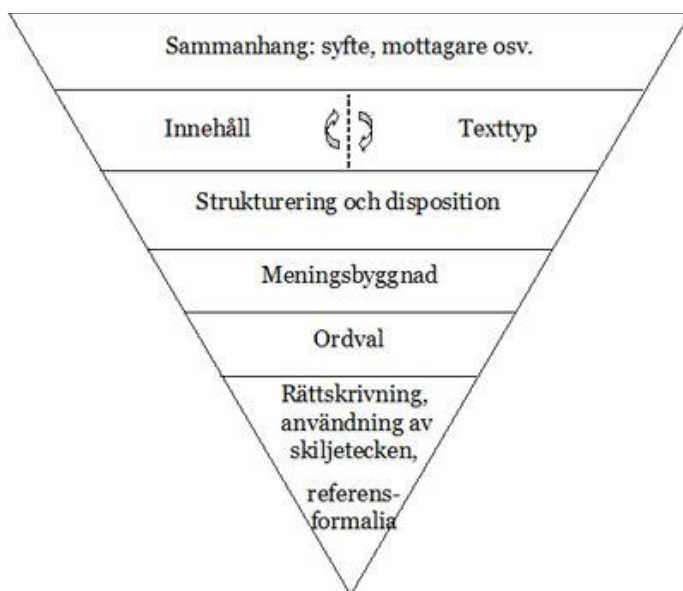 Sammanhang: syfte, mottagare osv.
Innehåll
Texttyp
Strukturering och disposition
Meningsbyggnad
Ordval
Rättskrivning,
användning av
skiljetecken,
referens-
formalia